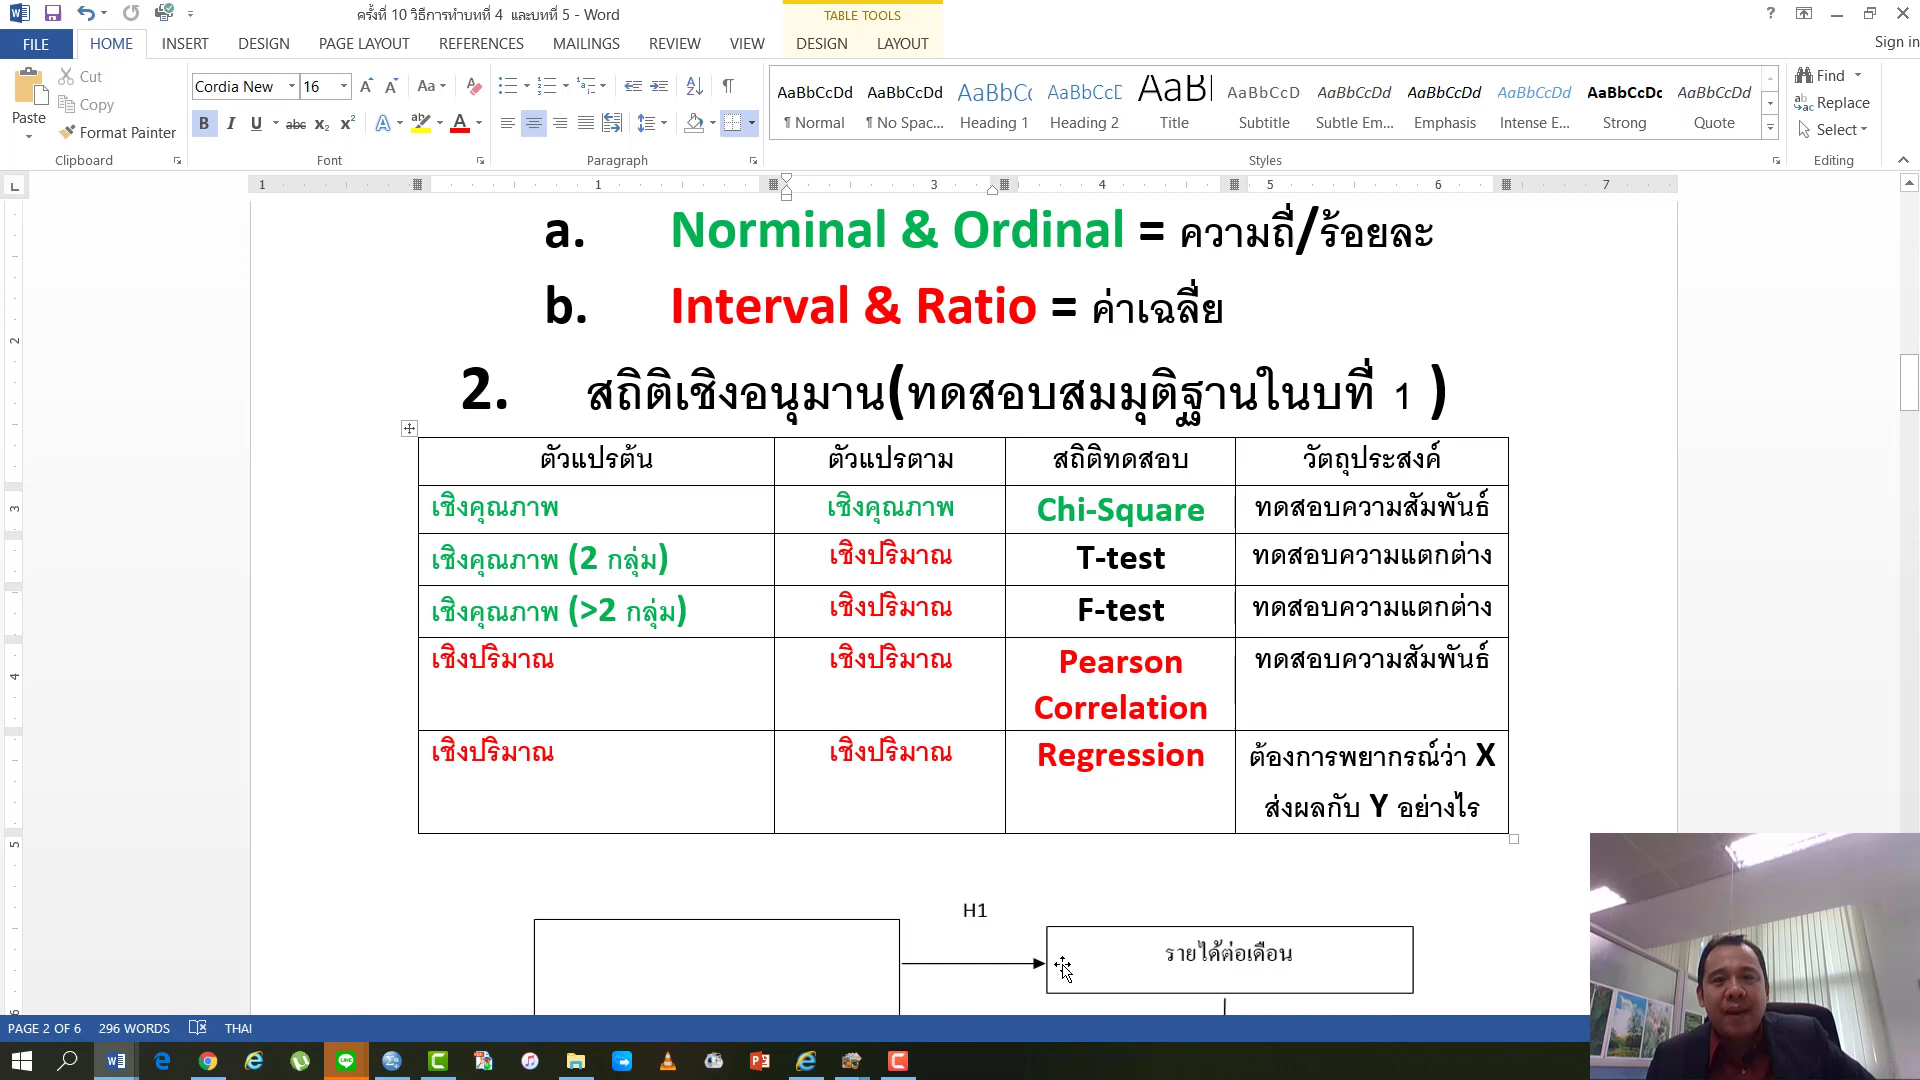 ครั้งที่ 10 วิธีการทำบทที่ 4 และบทที่ 5 - Word
TABLE TOOLS
FILE HOME INSERT DESIGN PAGE LAYOUT REFERENCES MAILINGS REVIEW VIEW DESIGN LAYOUT
Sign in
Paste
Cut
Copy
Format Painter
Clipboard
Cordia New 16
Font
Paragraph
AaBbCcDd AaBbCcDd AaBbCc AaBbCcD AaBl AaBbCcD AaBbCcDd AaBbCcDd AaBbCcDd AaBbCcDc AaBbCcDd
¶ Normal ¶ No Spac... Heading 1 Heading 2 Title Subtitle Subtle Em... Emphasis Intense E... Strong Quote
Styles
Find
Replace
Select
Editing
1 1 3 4 5 6 7
a. Norminal & Ordinal = ความถี่/ร้อยละ
b. Interval & Ratio = ค่าเฉลี่ย
2. สถิติเชิงอนุมาน(ทดสอบสมมุติฐานในบที่ 1 )
ตัวแปรต้น ตัวแปรตาม สถิติทดสอบ วัตถุประสงค์
เชิงคุณภาพ เชิงคุณภาพ Chi-Square ทดสอบความสัมพันธ์
เชิงคุณภาพ (2 กลุ่ม) เชิงปริมาณ T-test ทดสอบความแตกต่าง
เชิงคุณภาพ (>2 กลุ่ม) เชิงปริมาณ F-test ทดสอบความแตกต่าง
เชิงปริมาณ เชิงปริมาณ Pearson Correlation ทดสอบความสัมพันธ์
เชิงปริมาณ เชิงปริมาณ Regression ต้องการพยากรณ์ว่า X
ส่งผลกับ Y อย่างไร
H1
รายได้ต่อเดือน
PAGE 2 OF 6 296 WORDS THAI